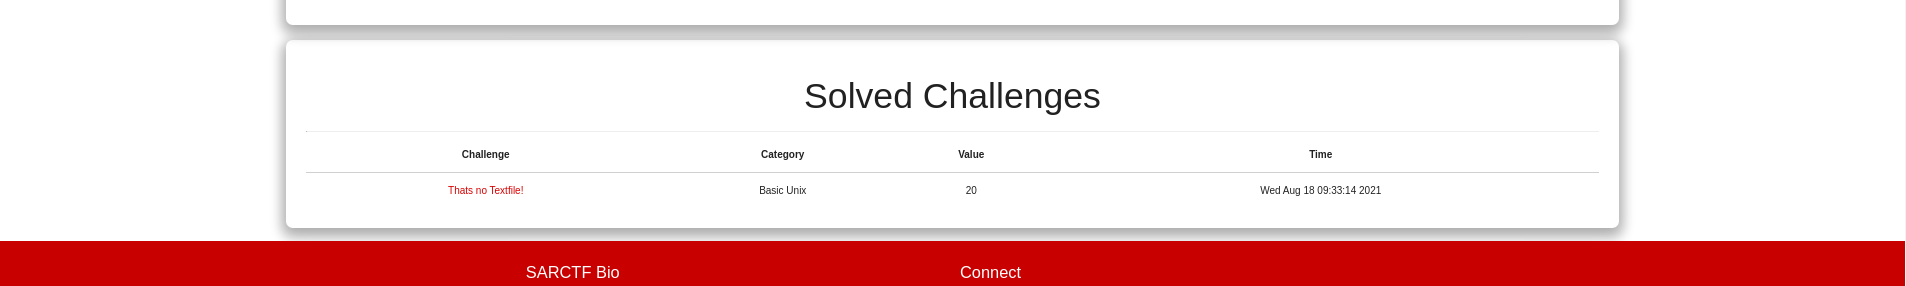 Solved Challenges
Challenge Category Value Time
Thats no Textfile! Basic Unix 20 Wed Aug 18 09:33:14 2021
SARCTF Bio Connect